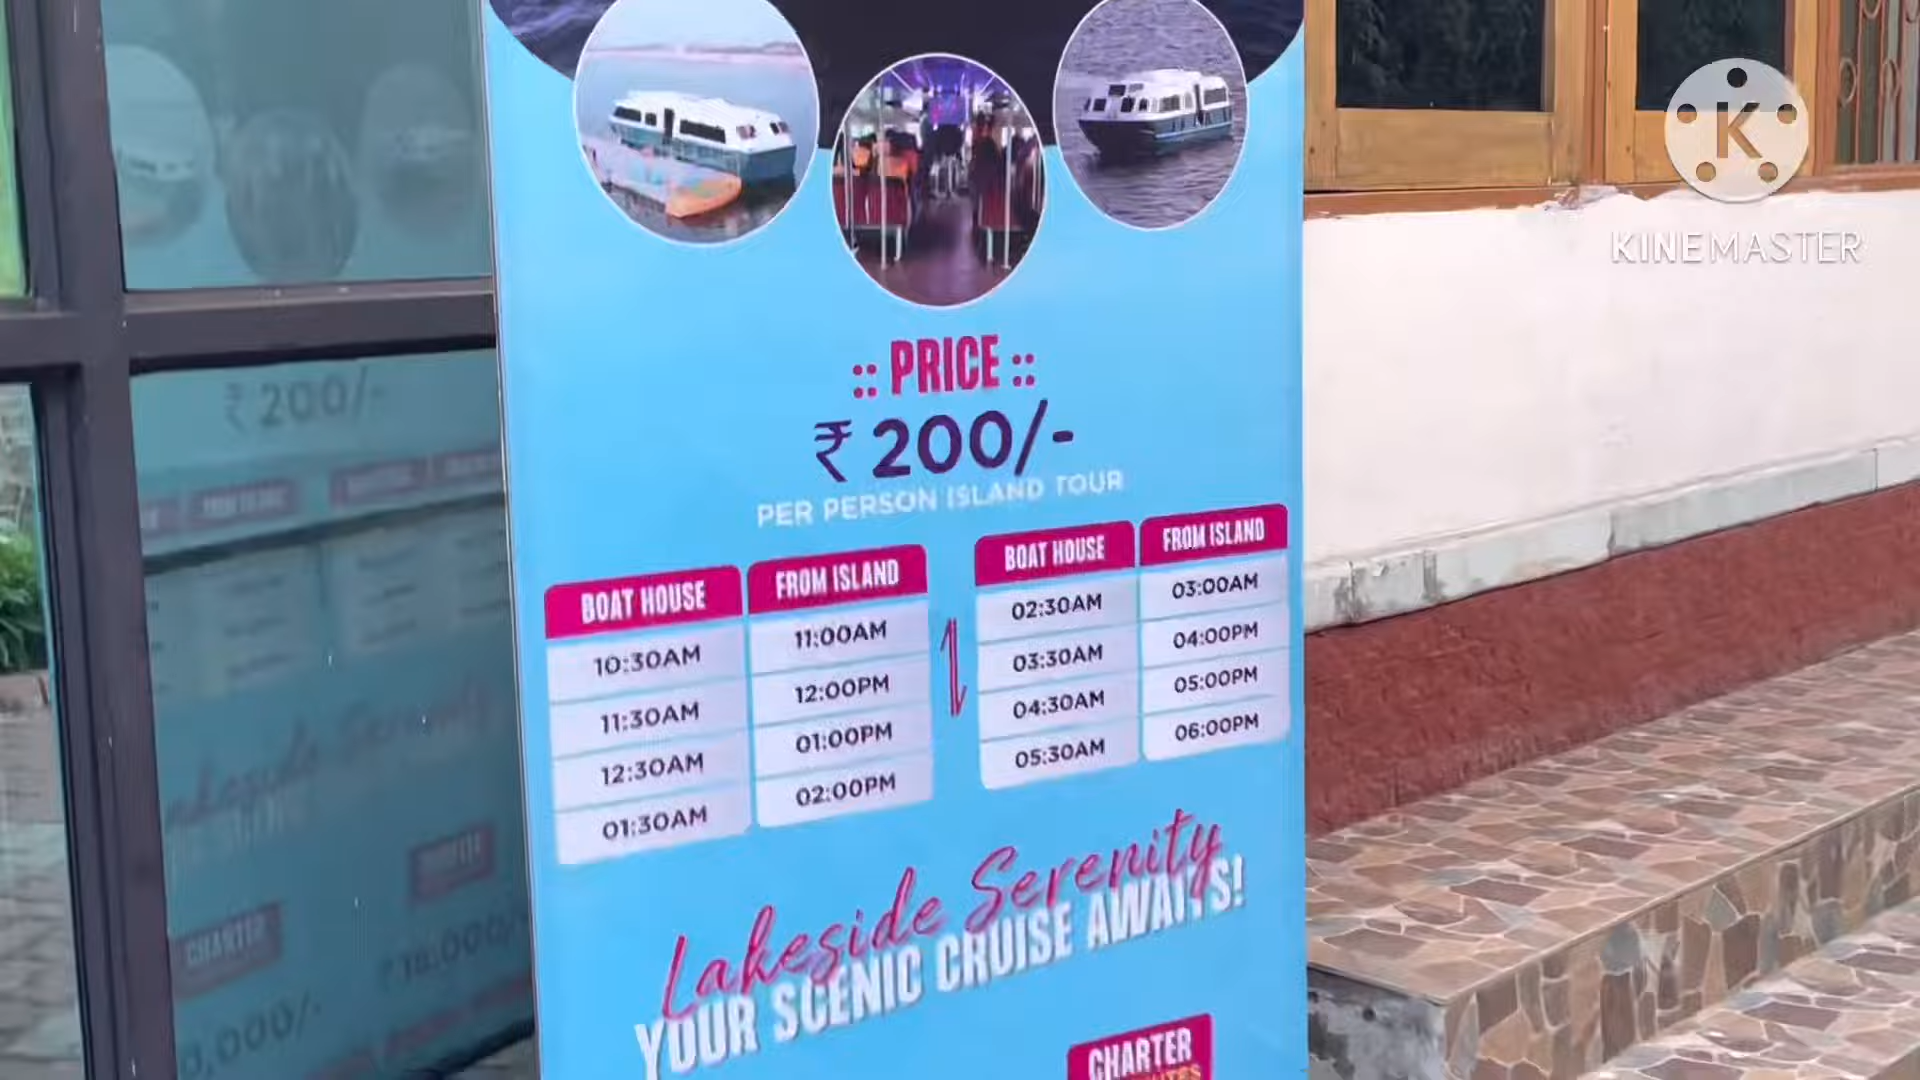 K
KINEMASTER
:: PRICE ::
₹ 200/-
PER PERSON ISLAND TOUR
BOAT HOUSE FROM ISLAND
10:30AM 11:00AM
11:30AM 12:00PM
12:30AM 01:00PM
01:30AM 02:00PM
BOAT HOUSE FROM ISLAND
02:30AM 03:00AM
03:30AM 04:00PM
04:30AM 05:00PM
05:30AM 06:00PM
Lakeside Serenity
YOUR SCENIC CRUISE AWAITS!
CHARTER
₹ 200/-
CHARTER